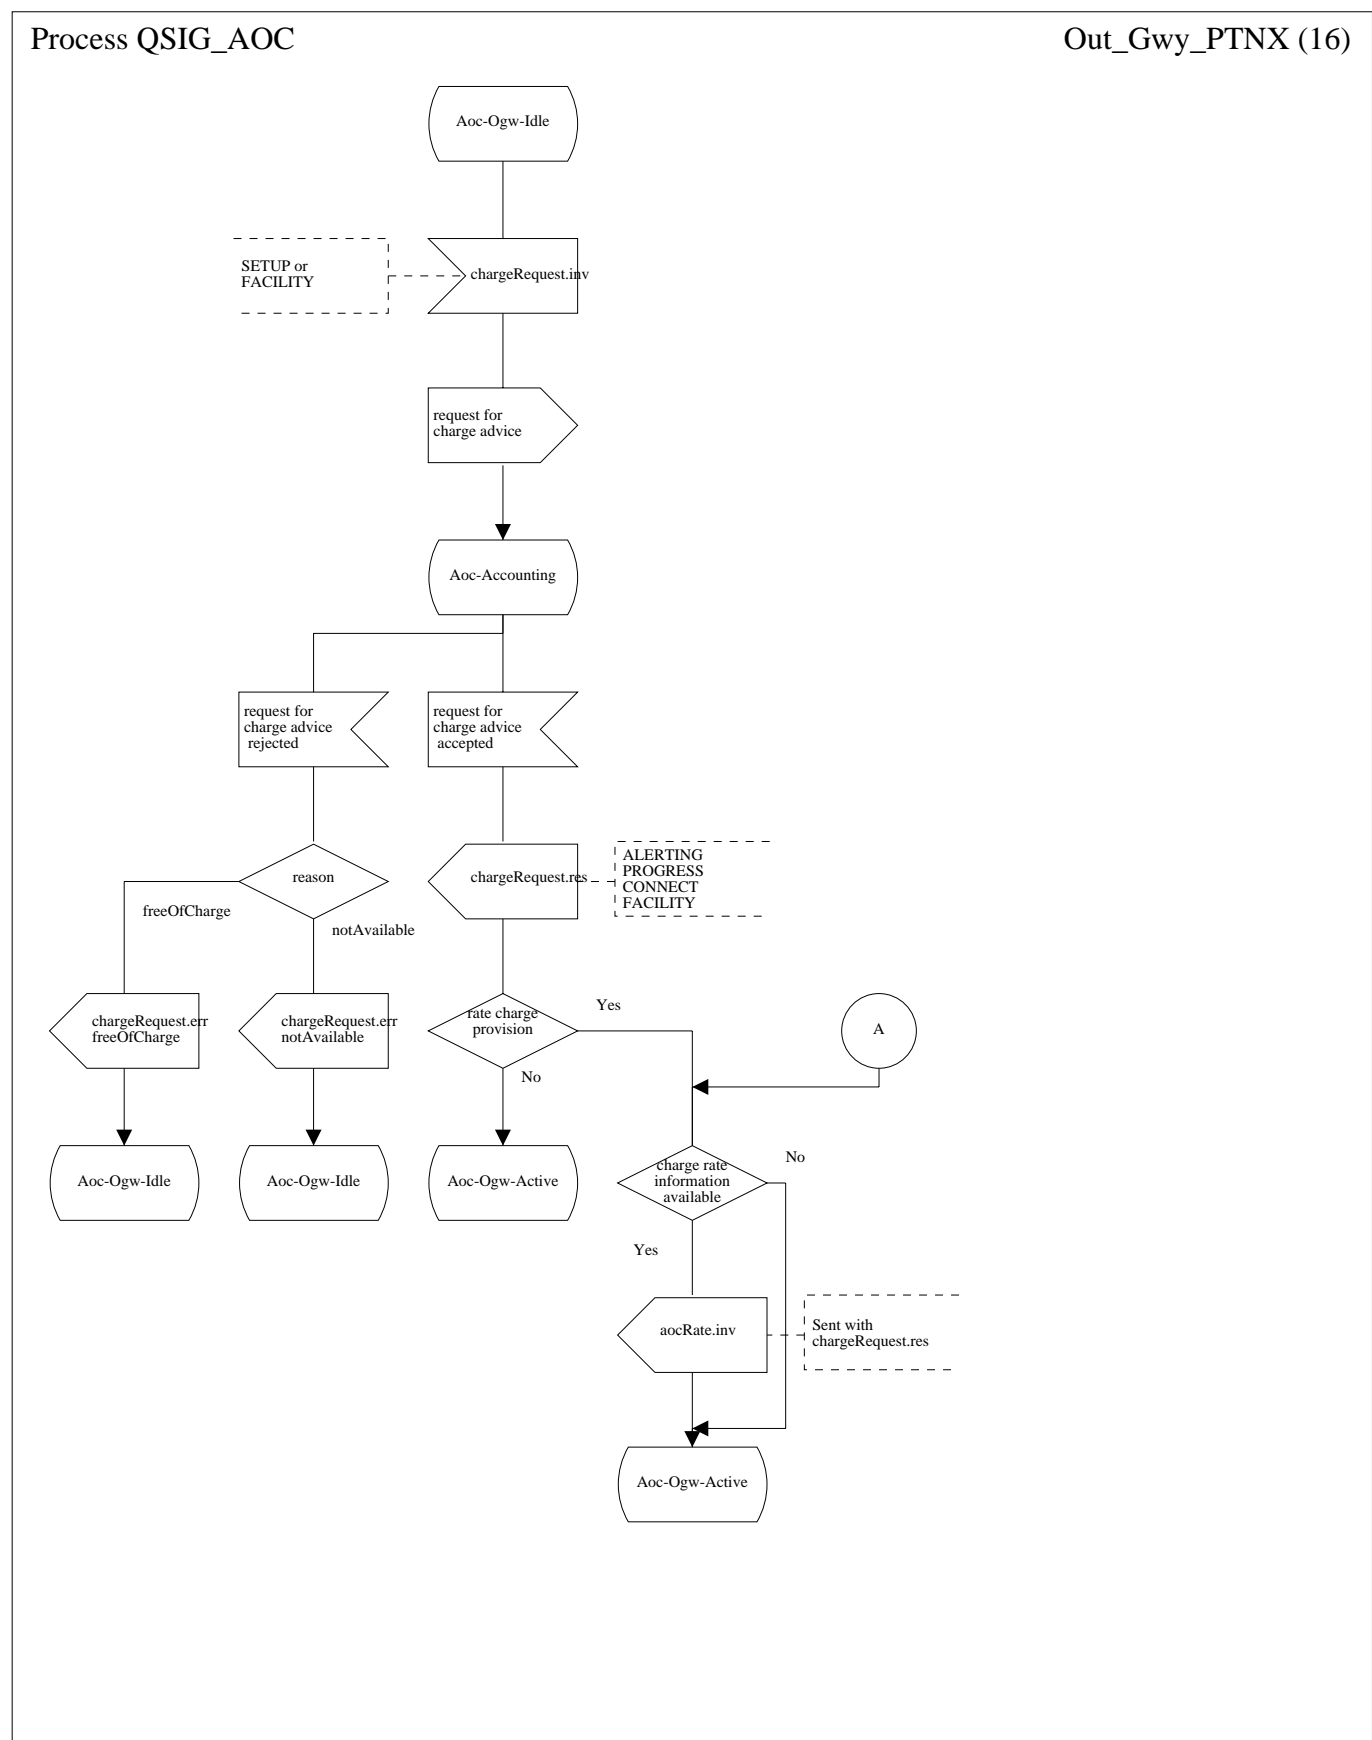 Process QSIG_AOC
Out_Gwy_PTNX (16)
Aoc-Ogw-Idle
SETUP or
FACILITY
chargeRequest.inv
request for
charge advice
Aoc-Accounting
request for
charge advice
rejected
request for
charge advice
accepted
reason
chargeRequest.res
ALERTING
PROGRESS
CONNECT
FACILITY
freeOfCharge
notAvailable
chargeRequest.err
freeOfCharge
chargeRequest.err
notAvailable
rate charge
provision
Yes
A
No
Aoc-Ogw-Idle
Aoc-Ogw-Idle
Aoc-Ogw-Active
charge rate
information
available
No
Yes
aocRate.inv
Sent with
chargeRequest.res
Aoc-Ogw-Active